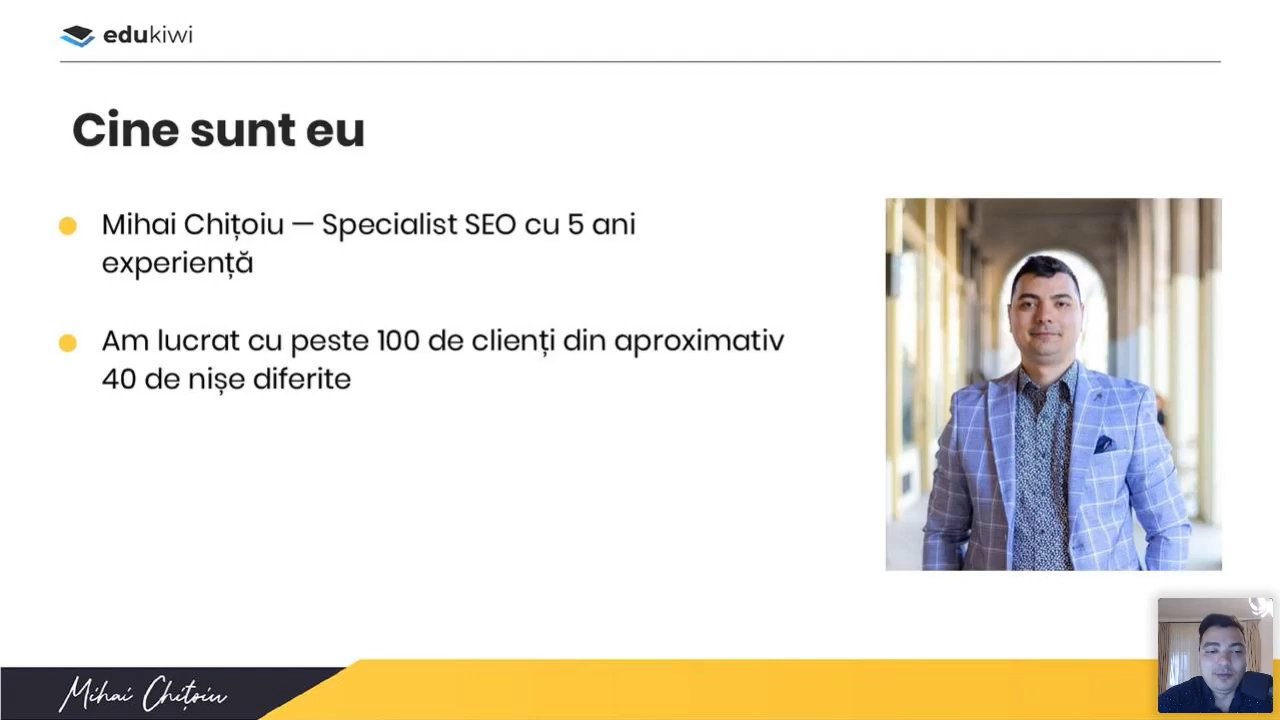 edukiwi
Cine sunt eu
Mihai Chițoiu — Specialist SEO cu 5 ani
experiență
Am lucrat cu peste 100 de clienți din aproximativ
40 de nișe diferite
Mihai Chițoiu